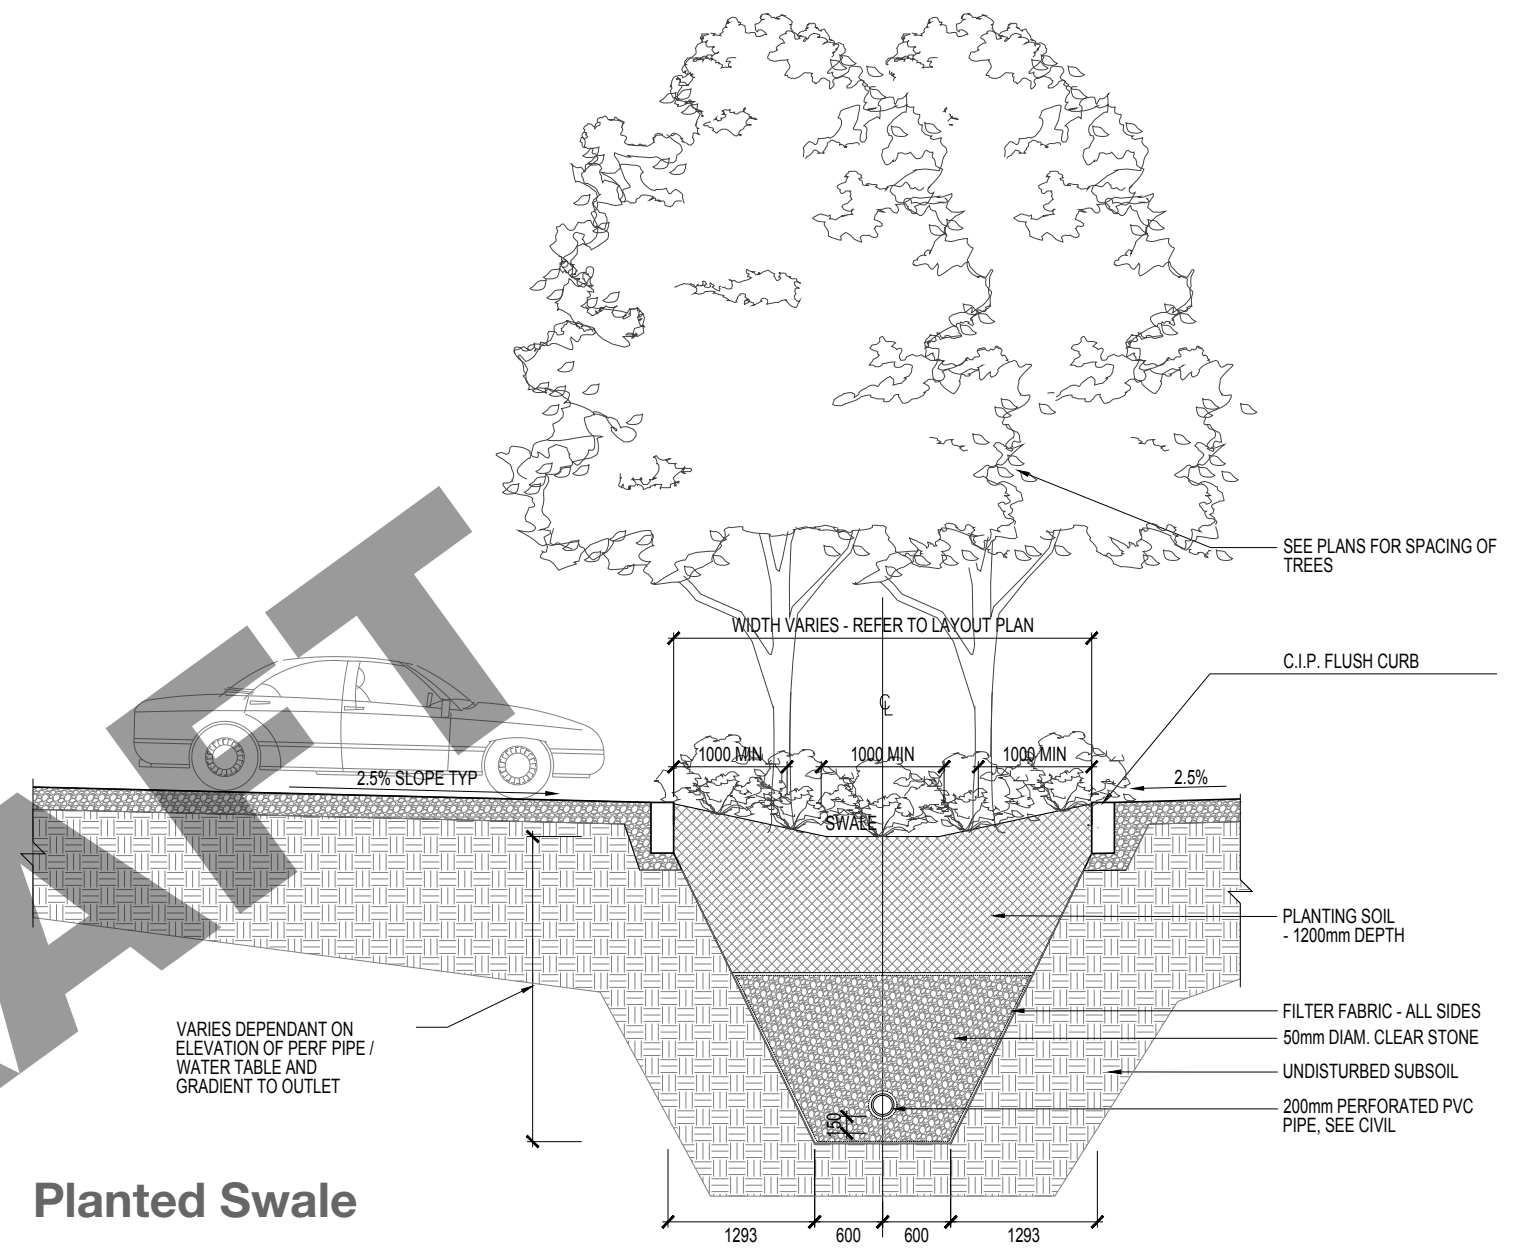 SEE PLANS FOR SPACING OF
TREES
WIDTH VARIES - REFER TO LAYOUT PLAN
C.I.P. FLUSH CURB
CL
1000 MIN
1000 MIN
1000 MIN
2.5% SLOPE TYP
2.5%
SWALE
PLANTING SOIL
- 1200mm DEPTH
VARIES DEPENDANT ON
ELEVATION OF PERF PIPE /
WATER TABLE AND
GRADIENT TO OUTLET
FILTER FABRIC - ALL SIDES
50mm DIAM. CLEAR STONE
UNDISTURBED SUBSOIL
200mm PERFORATED PVC
PIPE, SEE CIVIL
150
Planted Swale
1293
600
600
1293
AFT